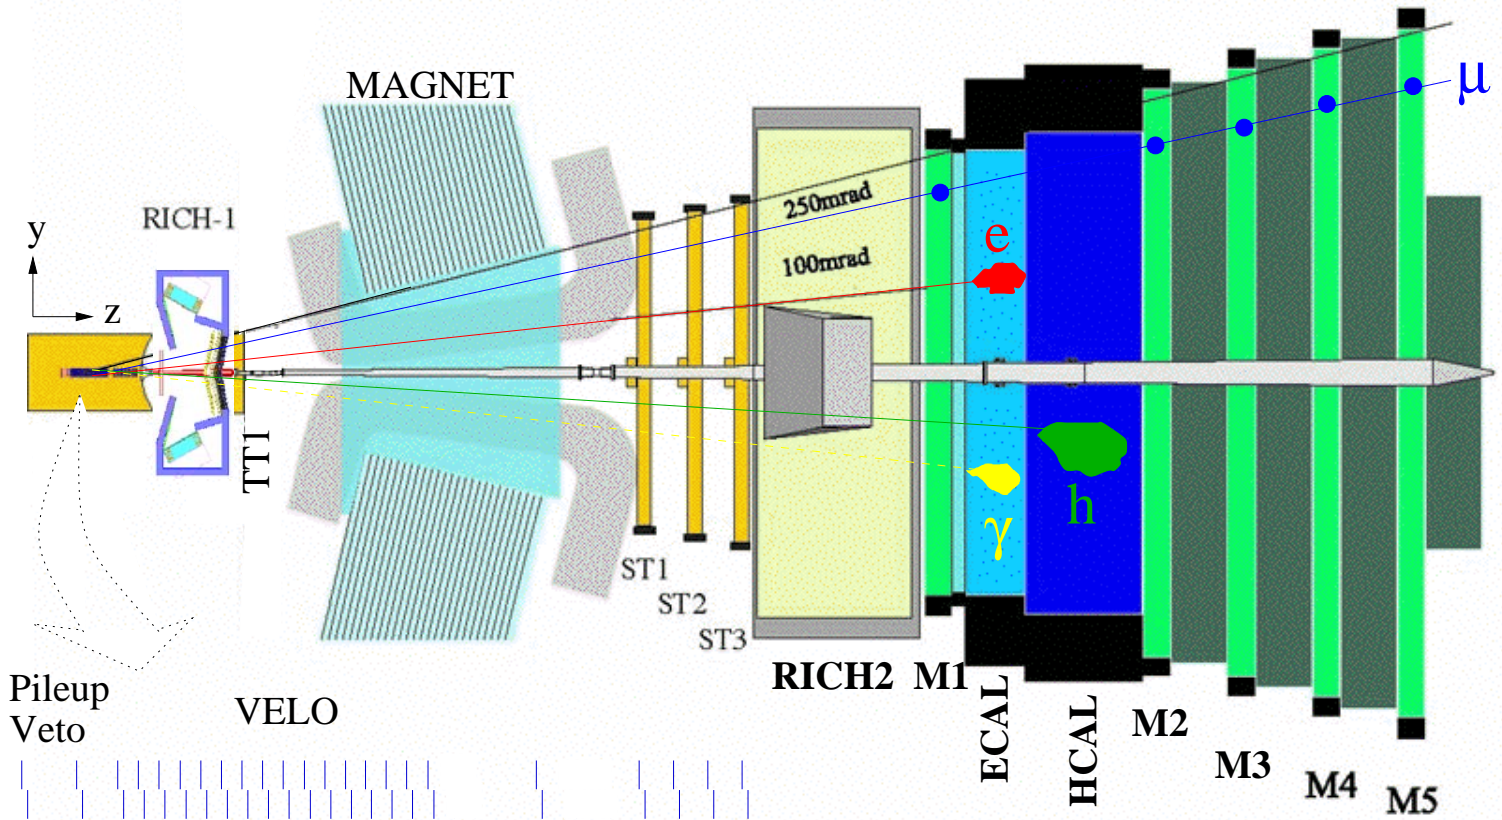 MAGNET
μ
RICH-1
250mrad
y
e
100mrad
z
TT1
h
γ
ST1
ST2
ST3
RICH2
M1
ECAL
HCAL
M2
M3
M4
M5
Pileup
Veto
VELO